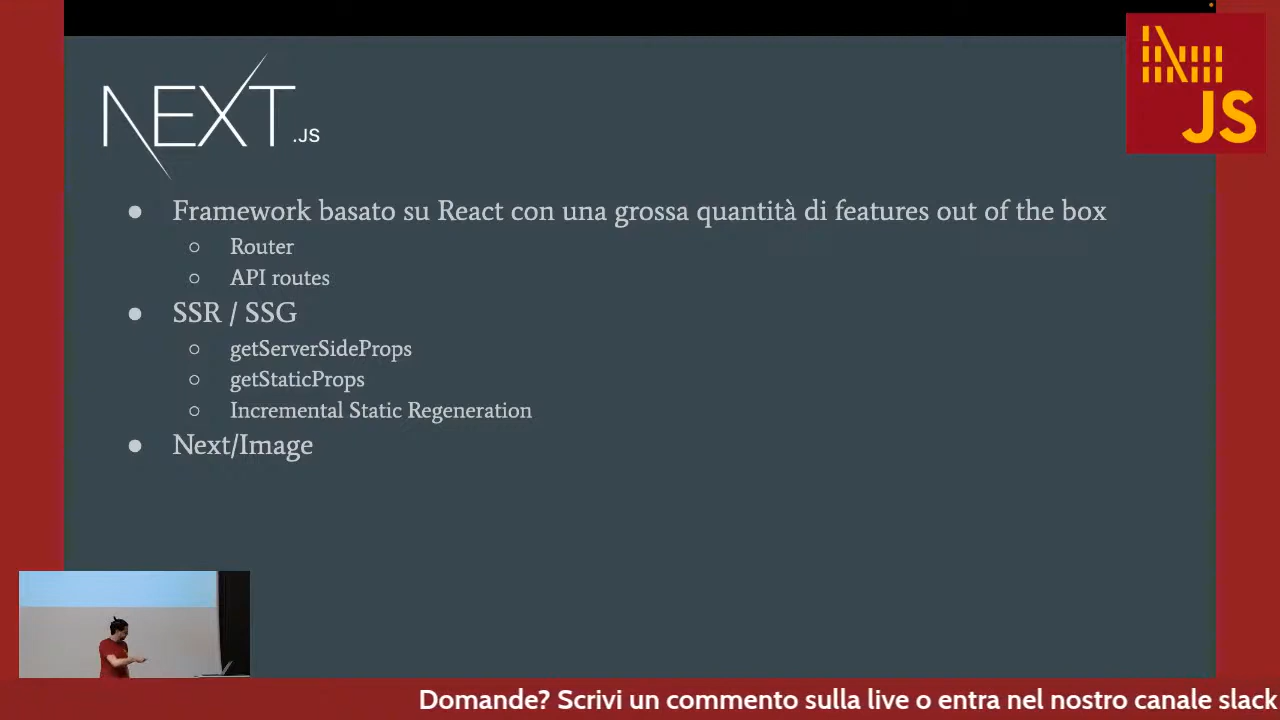 NEXT.JS
JS
● Framework basato su React con una grossa quantità di features out of the box
○ Router
○ API routes
● SSR / SSG
○ getServerSideProps
○ getStaticProps
○ Incremental Static Regeneration
● Next/Image
Domande? Scrivi un commento sulla live o entra nel nostro canale slack